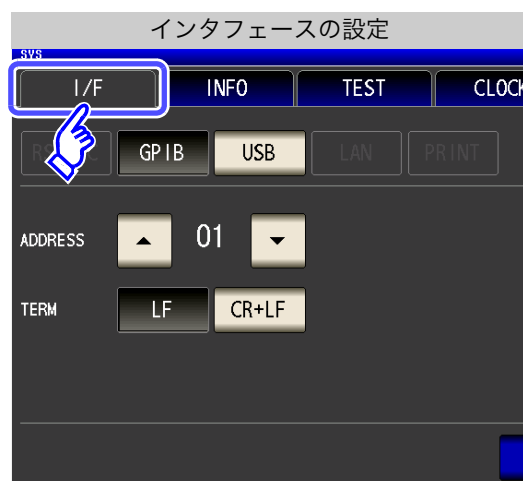 インタフェースの設定
SYS
I/F INFO TEST CLOCK
GPIB USB LAN PRINT
ADDRESS 01
TERM LF CR+LF